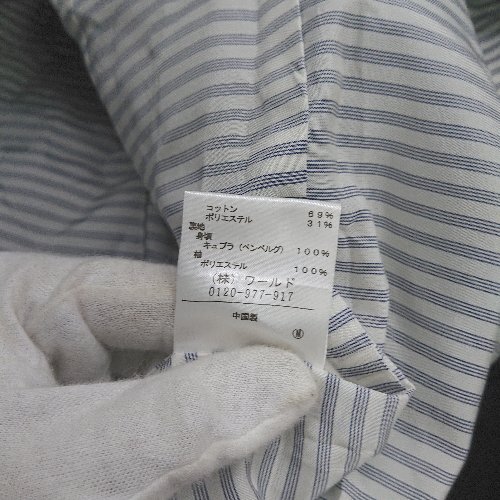 コットン 69%
ポリエステル 31%
裏地
身頃
キュプラ(ベンベルグ) 100%
袖
ポリエステル 100%
(株)ワールド
0120-977-917
中国製
M